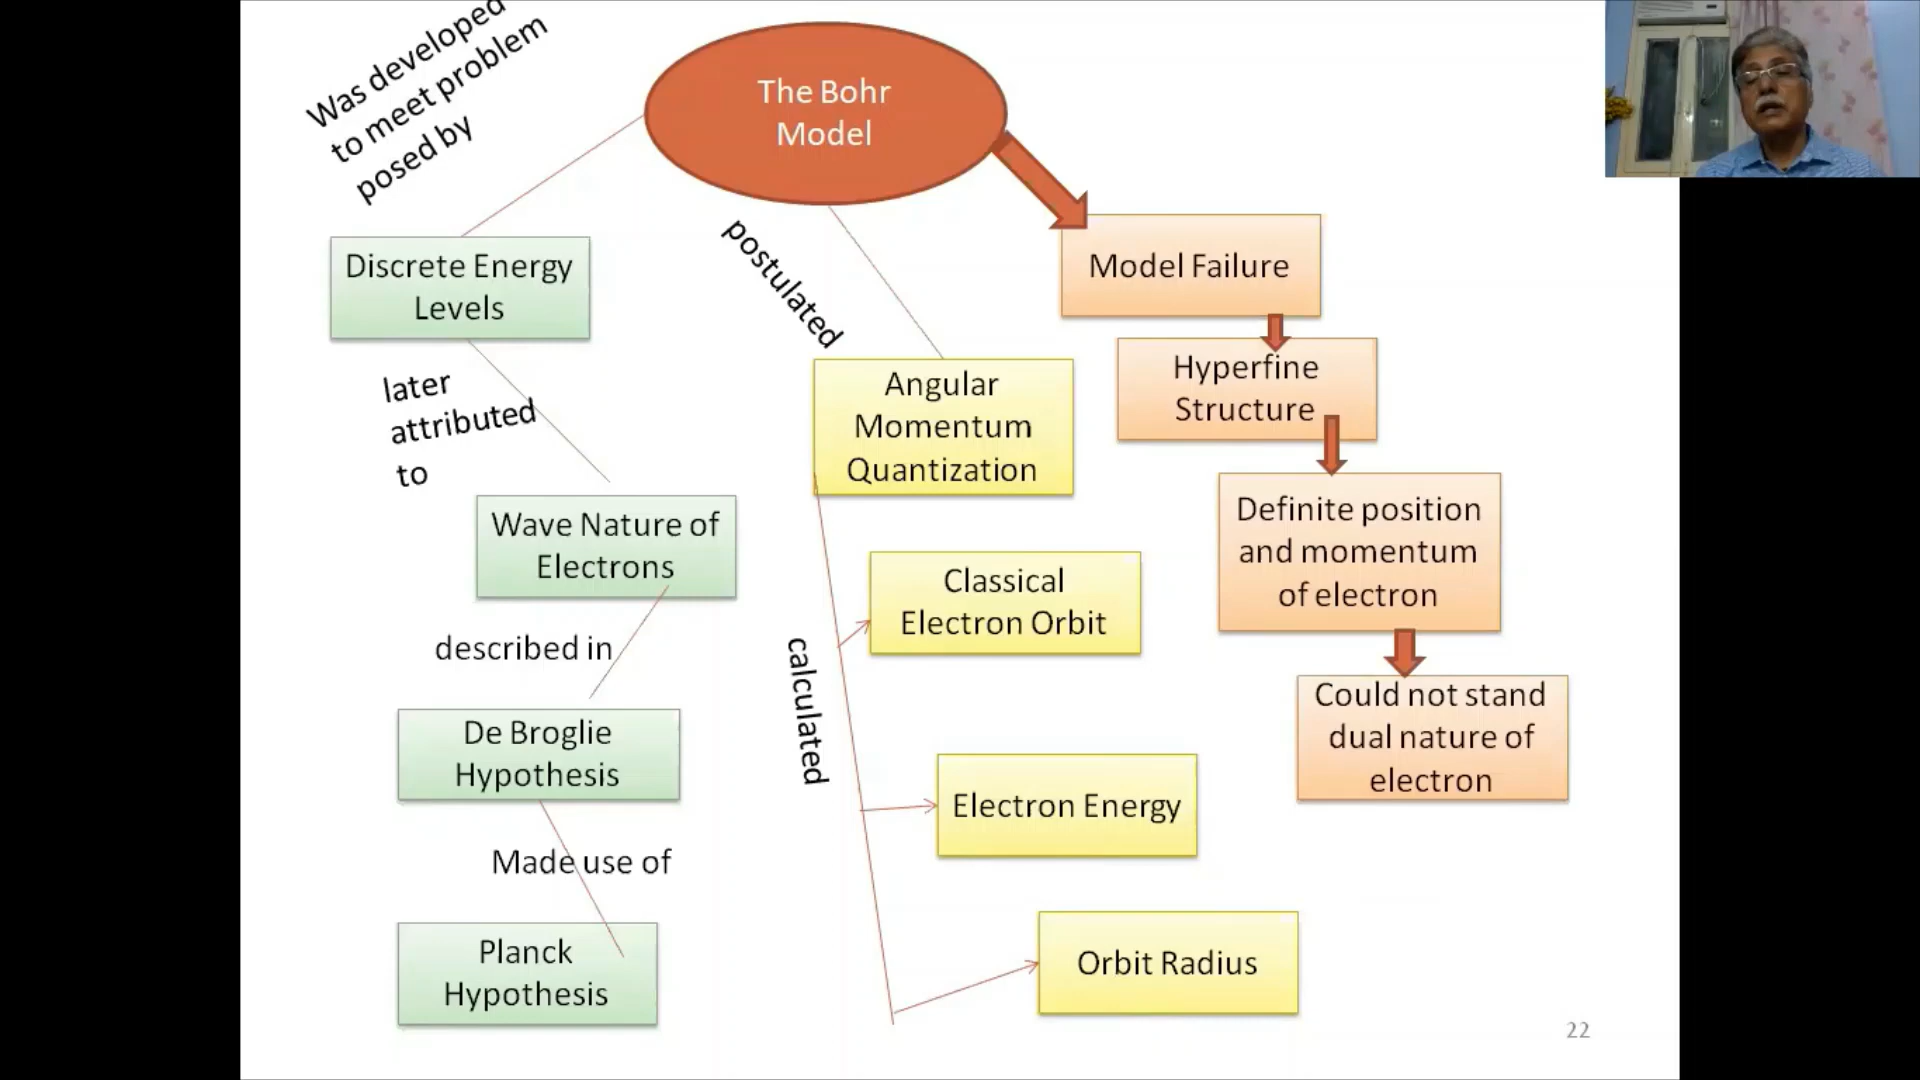 Was developed
to meet problem
posed by
The Bohr
Model
Discrete Energy
Levels
later
attributed
to
Wave Nature of
Electrons
described in
De Broglie
Hypothesis
Made use of
Planck
Hypothesis
postulated
Angular
Momentum
Quantization
calculated
Classical
Electron Orbit
Electron Energy
Orbit Radius
Model Failure
Hyperfine
Structure
Definite position
and momentum
of electron
Could not stand
dual nature of
electron
22